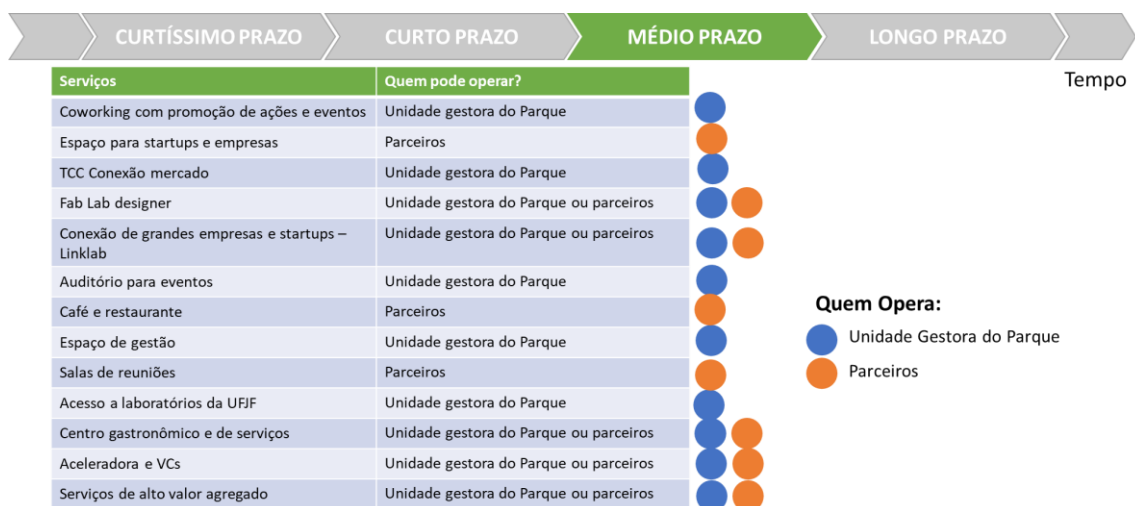 CURTÍSSIMO PRAZO
CURTO PRAZO
MÉDIO PRAZO
LONGO PRAZO
Tempo
Serviços Quem pode operar?
Coworking com promoção de ações e eventos Unidade gestora do Parque
Espaço para startups e empresas Parceiros
TCC Conexão mercado Unidade gestora do Parque
Fab Lab designer Unidade gestora do Parque ou parceiros
Conexão de grandes empresas e startups – Unidade gestora do Parque ou parceiros
Linklab
Auditório para eventos Unidade gestora do Parque
Café e restaurante Parceiros
Espaço de gestão Unidade gestora do Parque
Salas de reuniões Parceiros
Acesso a laboratórios da UFJF Unidade gestora do Parque
Centro gastronômico e de serviços Unidade gestora do Parque ou parceiros
Aceleradora e VCs Unidade gestora do Parque ou parceiros
Serviços de alto valor agregado Unidade gestora do Parque ou parceiros
Quem Opera:
Unidade Gestora do Parque
Parceiros